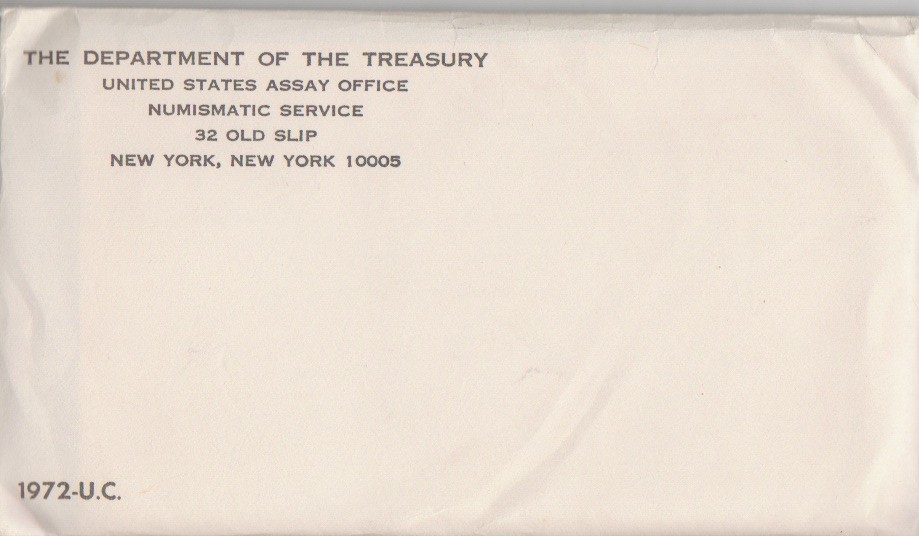 THE DEPARTMENT OF THE TREASURY
UNITED STATES ASSAY OFFICE
NUMISMATIC SERVICE
32 OLD SLIP
NEW YORK, NEW YORK 10005
1972-U.C.